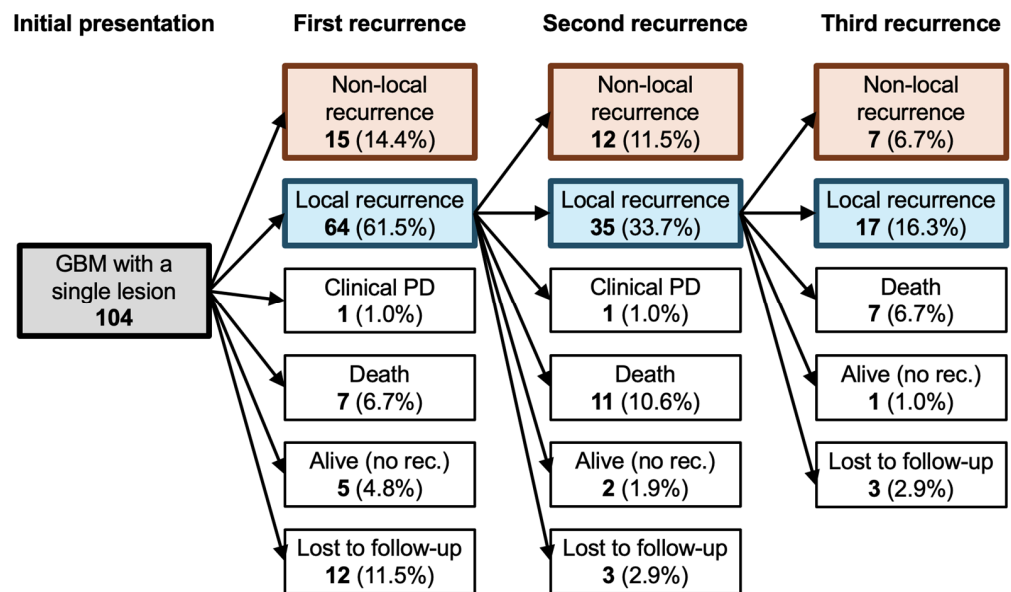 Initial presentation
First recurrence
Second recurrence
Third recurrence
GBM with a
single lesion
104
Non-local
recurrence
15 (14.4%)
Local recurrence
64 (61.5%)
Clinical PD
1 (1.0%)
Death
7 (6.7%)
Alive (no rec.)
5 (4.8%)
Lost to follow-up
12 (11.5%)
Non-local
recurrence
12 (11.5%)
Local recurrence
35 (33.7%)
Clinical PD
1 (1.0%)
Death
11 (10.6%)
Alive (no rec.)
2 (1.9%)
Lost to follow-up
3 (2.9%)
Non-local
recurrence
7 (6.7%)
Local recurrence
17 (16.3%)
Death
7 (6.7%)
Alive (no rec.)
1 (1.0%)
Lost to follow-up
3 (2.9%)